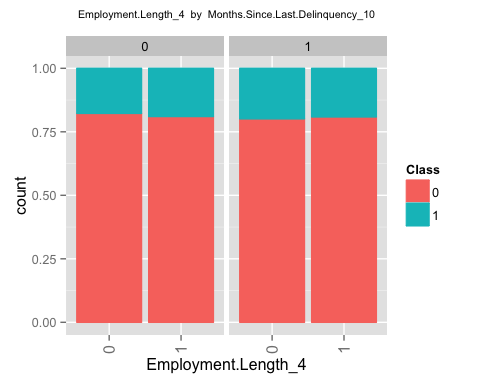 Employment.Length_4 by Months.Since.Last.Delinquency_10
0 1
1.00
0.75
0.50
0.25
0.00
count
0 1 0 1
Employment.Length_4
Class
0
1